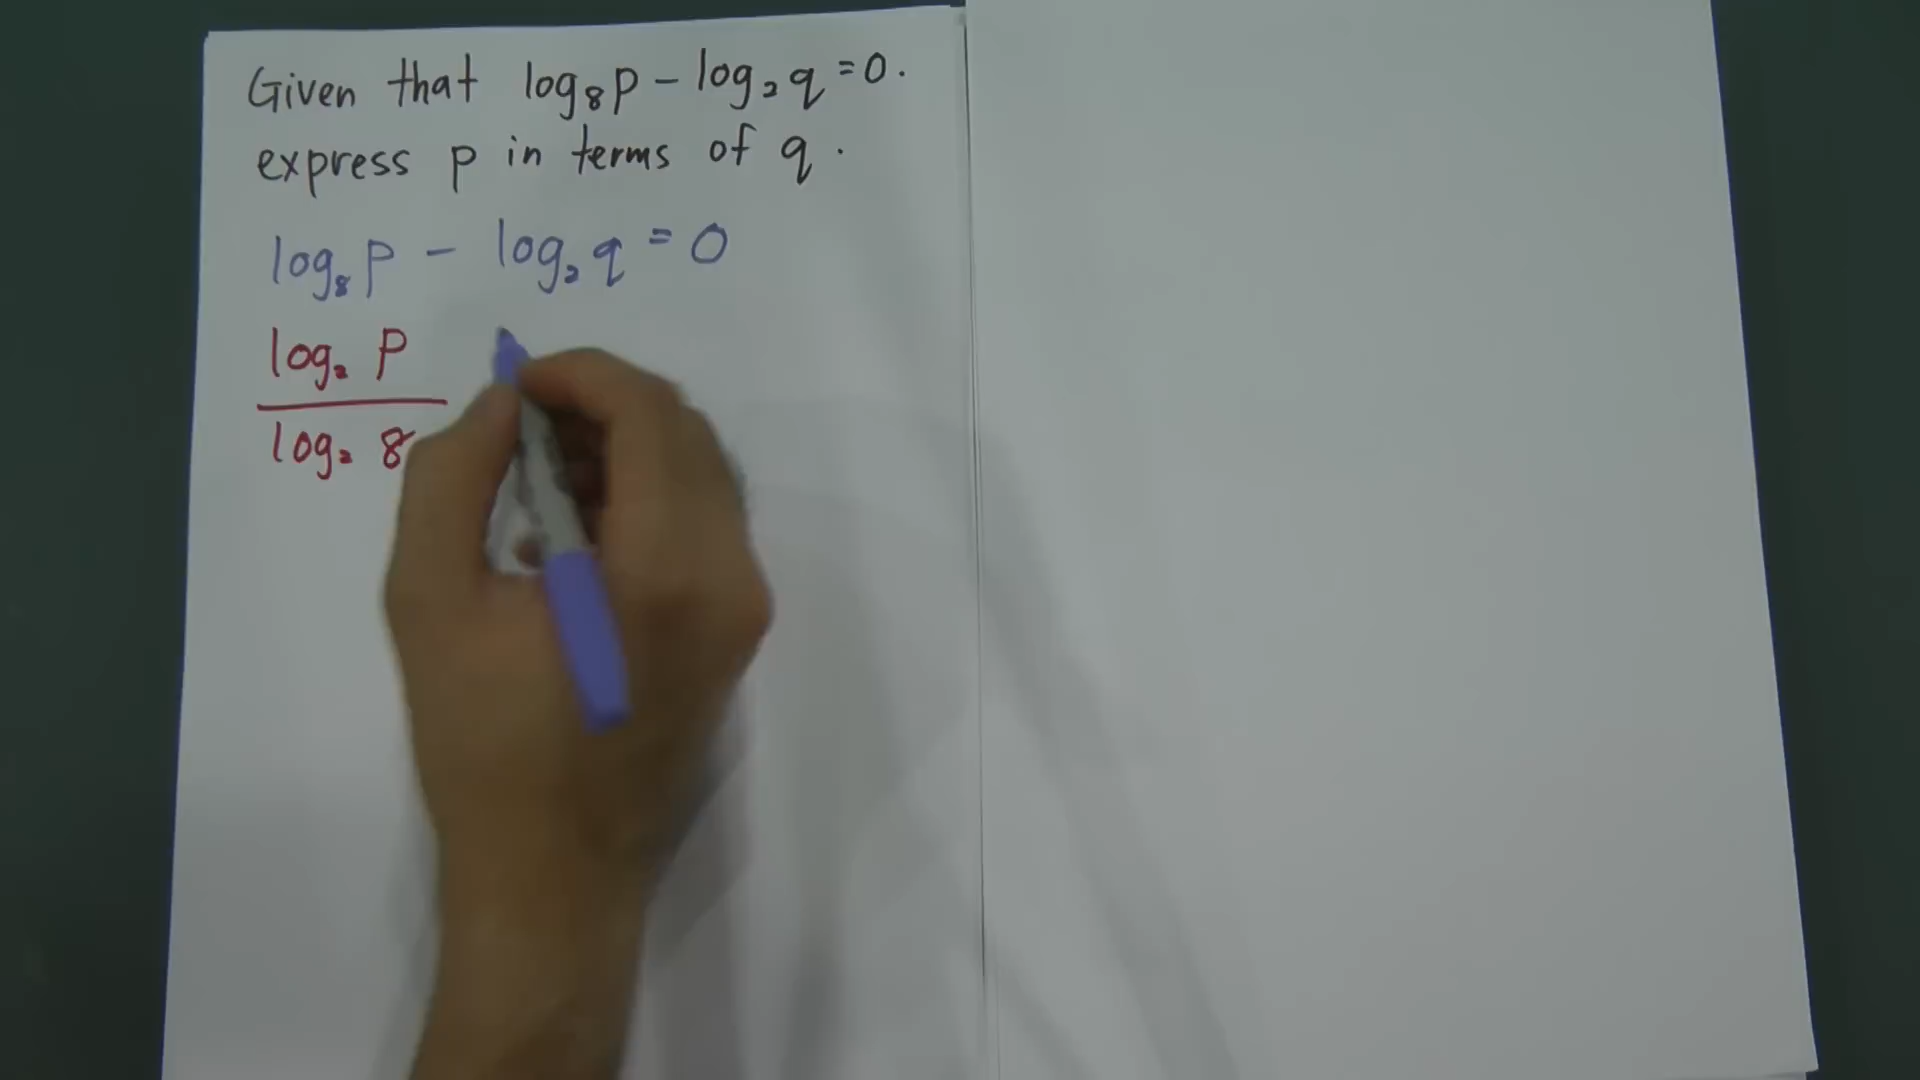 Given that log₈p - log₂q = 0.
express p in terms of q.
log₈p - log₂q = 0
log₂ p
log₂ 8